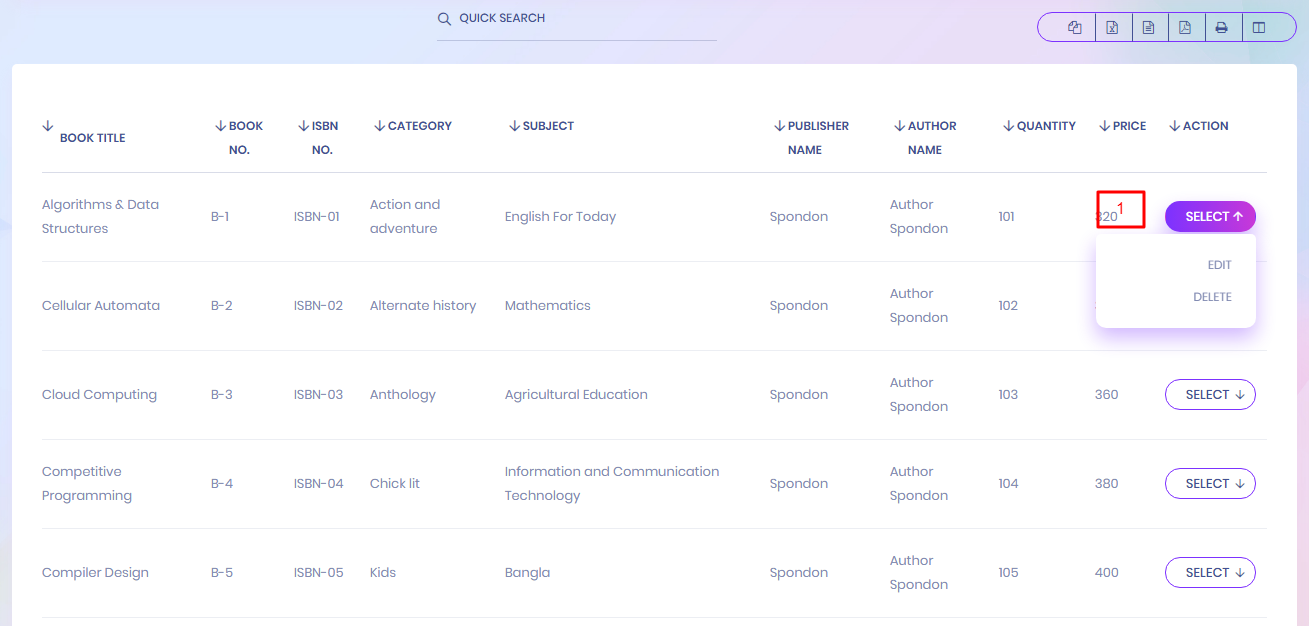 QUICK SEARCH
BOOK TITLE
BOOK NO.
ISBN NO.
CATEGORY
SUBJECT
PUBLISHER NAME
AUTHOR NAME
QUANTITY
PRICE
ACTION
Algorithms & Data Structures
B-1
ISBN-01
Action and adventure
English For Today
Spondon
Author Spondon
101
320
1
SELECT
EDIT
DELETE
Cellular Automata
B-2
ISBN-02
Alternate history
Mathematics
Spondon
Author Spondon
102
Cloud Computing
B-3
ISBN-03
Anthology
Agricultural Education
Spondon
Author Spondon
103
360
SELECT
Competitive Programming
B-4
ISBN-04
Chick lit
Information and Communication Technology
Spondon
Author Spondon
104
380
SELECT
Compiler Design
B-5
ISBN-05
Kids
Bangla
Spondon
Author Spondon
105
400
SELECT